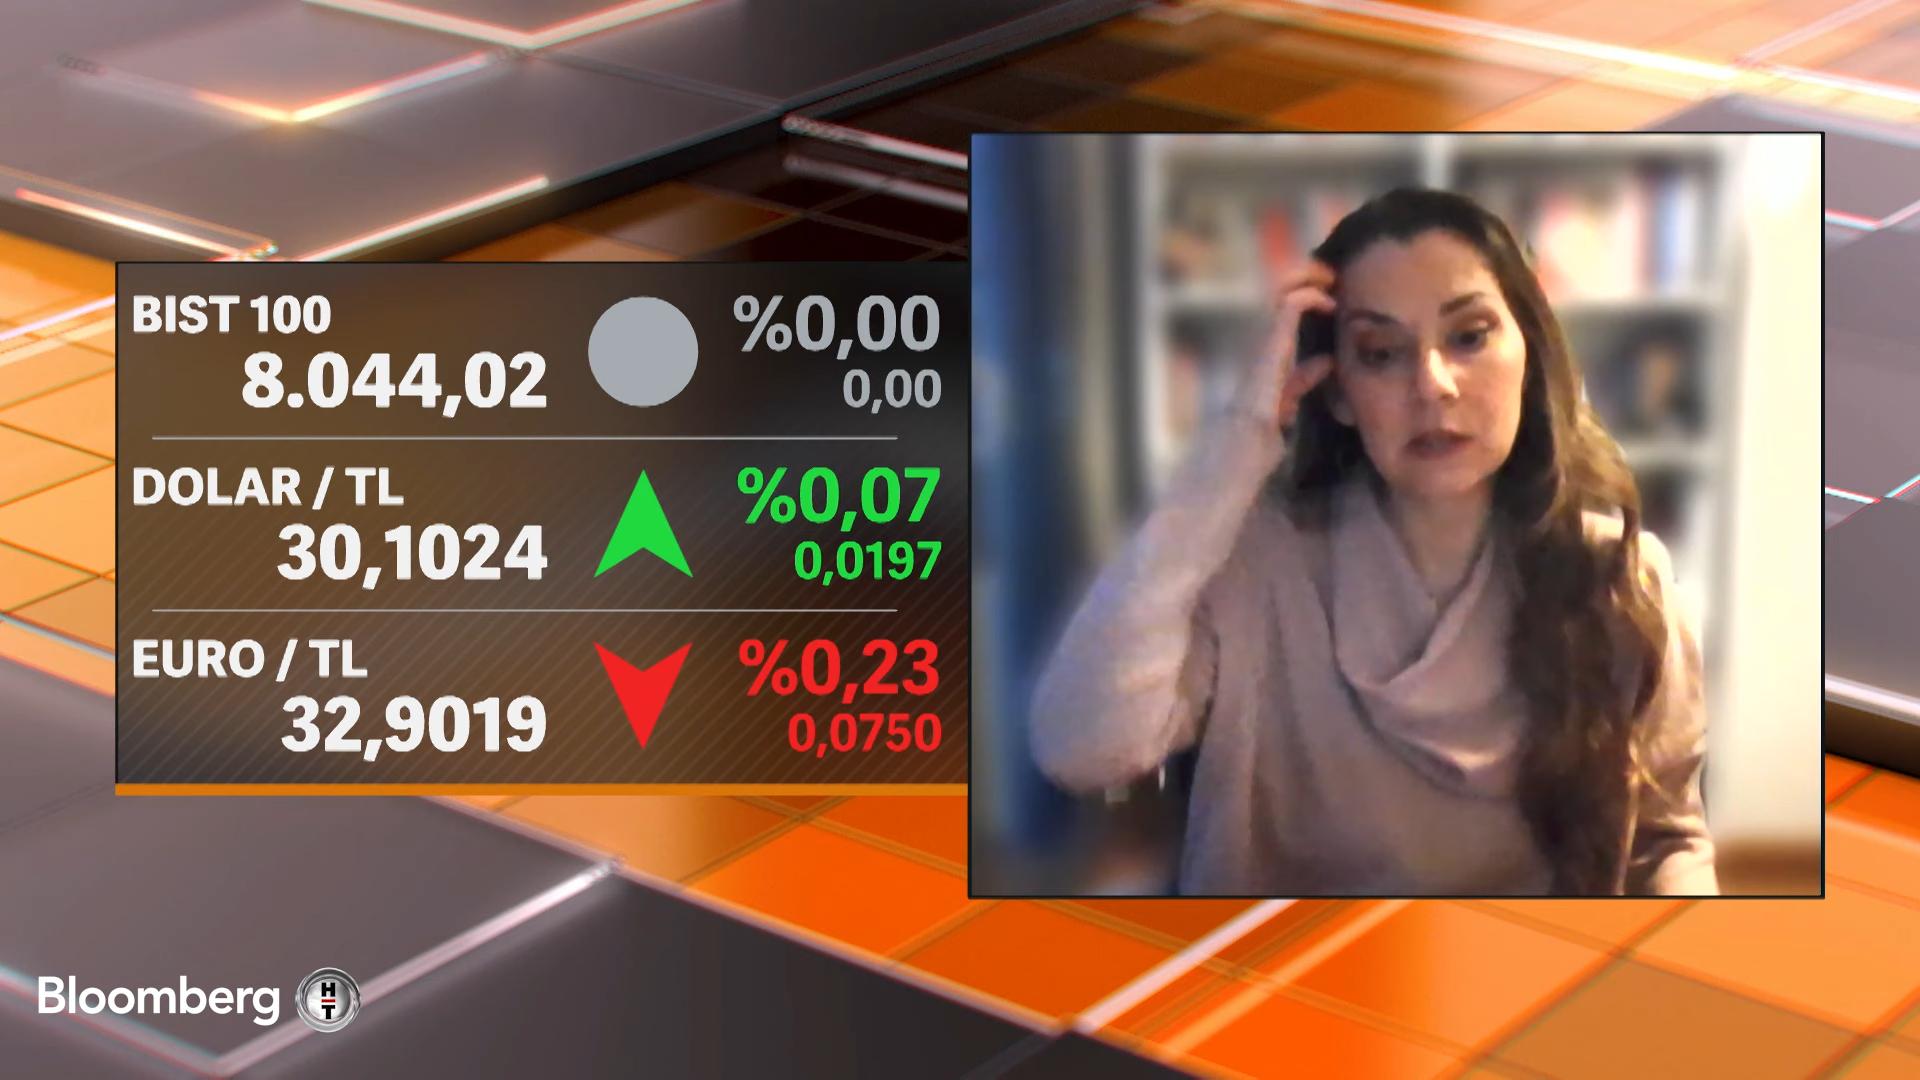 BIST 100
8.044,02
%0,00
0,00
DOLAR / TL
30,1024
%0,07
0,0197
EURO / TL
32,9019
%0,23
0,0750
Bloomberg HT